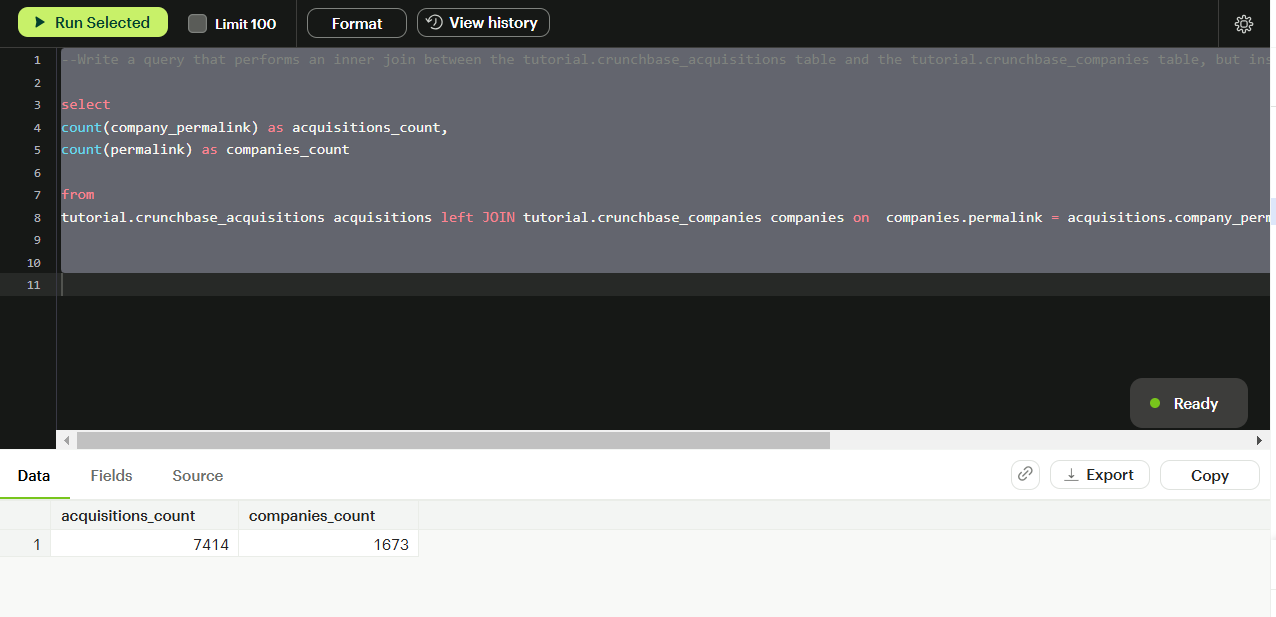 Run Selected Limit 100 Format View history
1 --Write a query that performs an inner join between the tutorial.crunchbase_acquisitions table and the tutorial.crunchbase_companies table, but ins
2
3 select
4 count(company_permalink) as acquisitions_count,
5 count(permalink) as companies_count
6
7 from
8 tutorial.crunchbase_acquisitions acquisitions left JOIN tutorial.crunchbase_companies companies on  companies.permalink = acquisitions.company_perm
9
10
11
Ready
Data Fields Source Export Copy
acquisitions_count companies_count
1 7414 1673